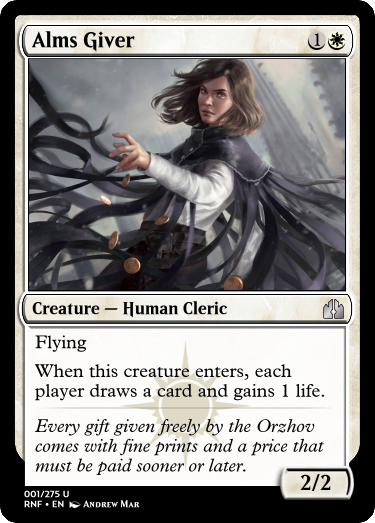 Alms Giver 1
Creature — Human Cleric
Flying
When this creature enters, each
player draws a card and gains 1 life.
Every gift given freely by the Orzhov
comes with fine prints and a price that
must be paid sooner or later.
2/2
001/275 U
RNF • EN Andrew Mar